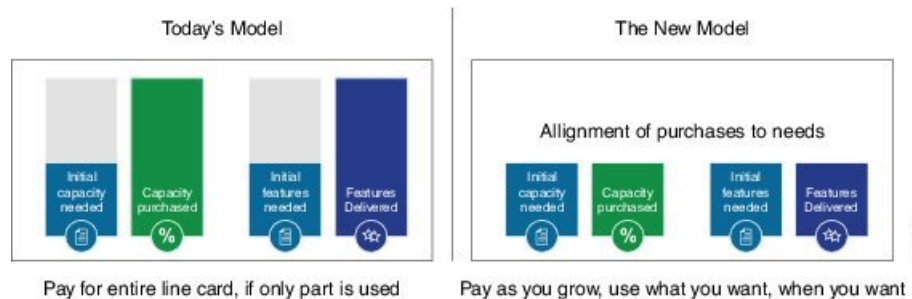 Today's Model
Initial
capacity
needed
Capacity
purchased
%
Initial
features
needed
Features
Delivered
Pay for entire line card, if only part is used
The New Model
Allignment of purchases to needs
Initial
capacity
needed
Capacity
purchased
%
Initial
features
needed
Features
Delivered
Pay as you grow, use what you want, when you want